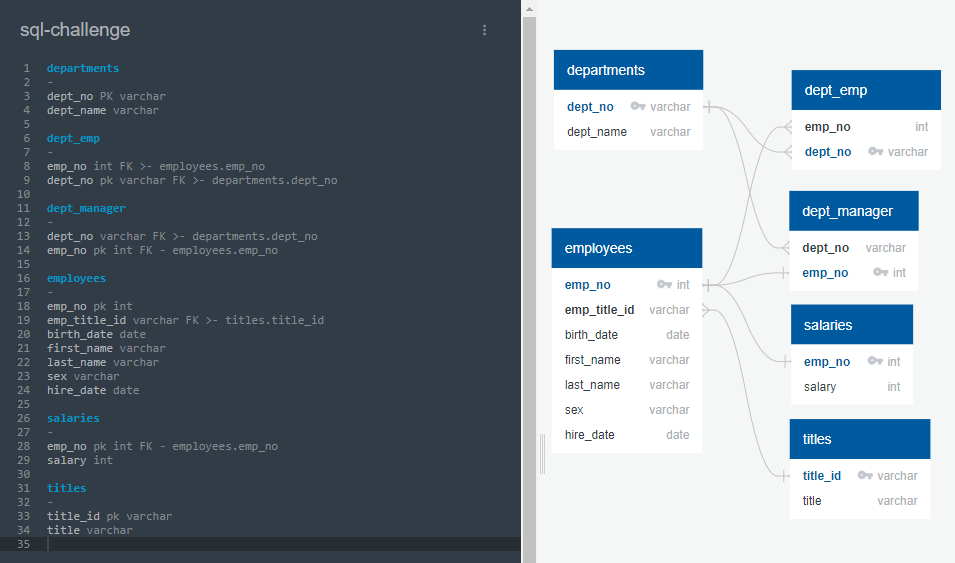 sql-challenge
1 departments
2 -
3 dept_no PK varchar
4 dept_name varchar
5
6 dept_emp
7 -
8 emp_no int FK >- employees.emp_no
9 dept_no pk varchar FK >- departments.dept_no
10
11 dept_manager
12 -
13 dept_no varchar FK >- departments.dept_no
14 emp_no pk int FK - employees.emp_no
15
16 employees
17 -
18 emp_no pk int
19 emp_title_id varchar FK >- titles.title_id
20 birth_date date
21 first_name varchar
22 last_name varchar
23 sex varchar
24 hire_date date
25
26 salaries
27 -
28 emp_no pk int FK - employees.emp_no
29 salary int
30
31 titles
32 -
33 title_id pk varchar
34 title varchar
35
departments
dept_no varchar
dept_name varchar
dept_emp
emp_no int
dept_no varchar
dept_manager
dept_no varchar
emp_no int
employees
emp_no int
emp_title_id varchar
birth_date date
first_name varchar
last_name varchar
sex varchar
hire_date date
salaries
emp_no int
salary int
titles
title_id varchar
title varchar